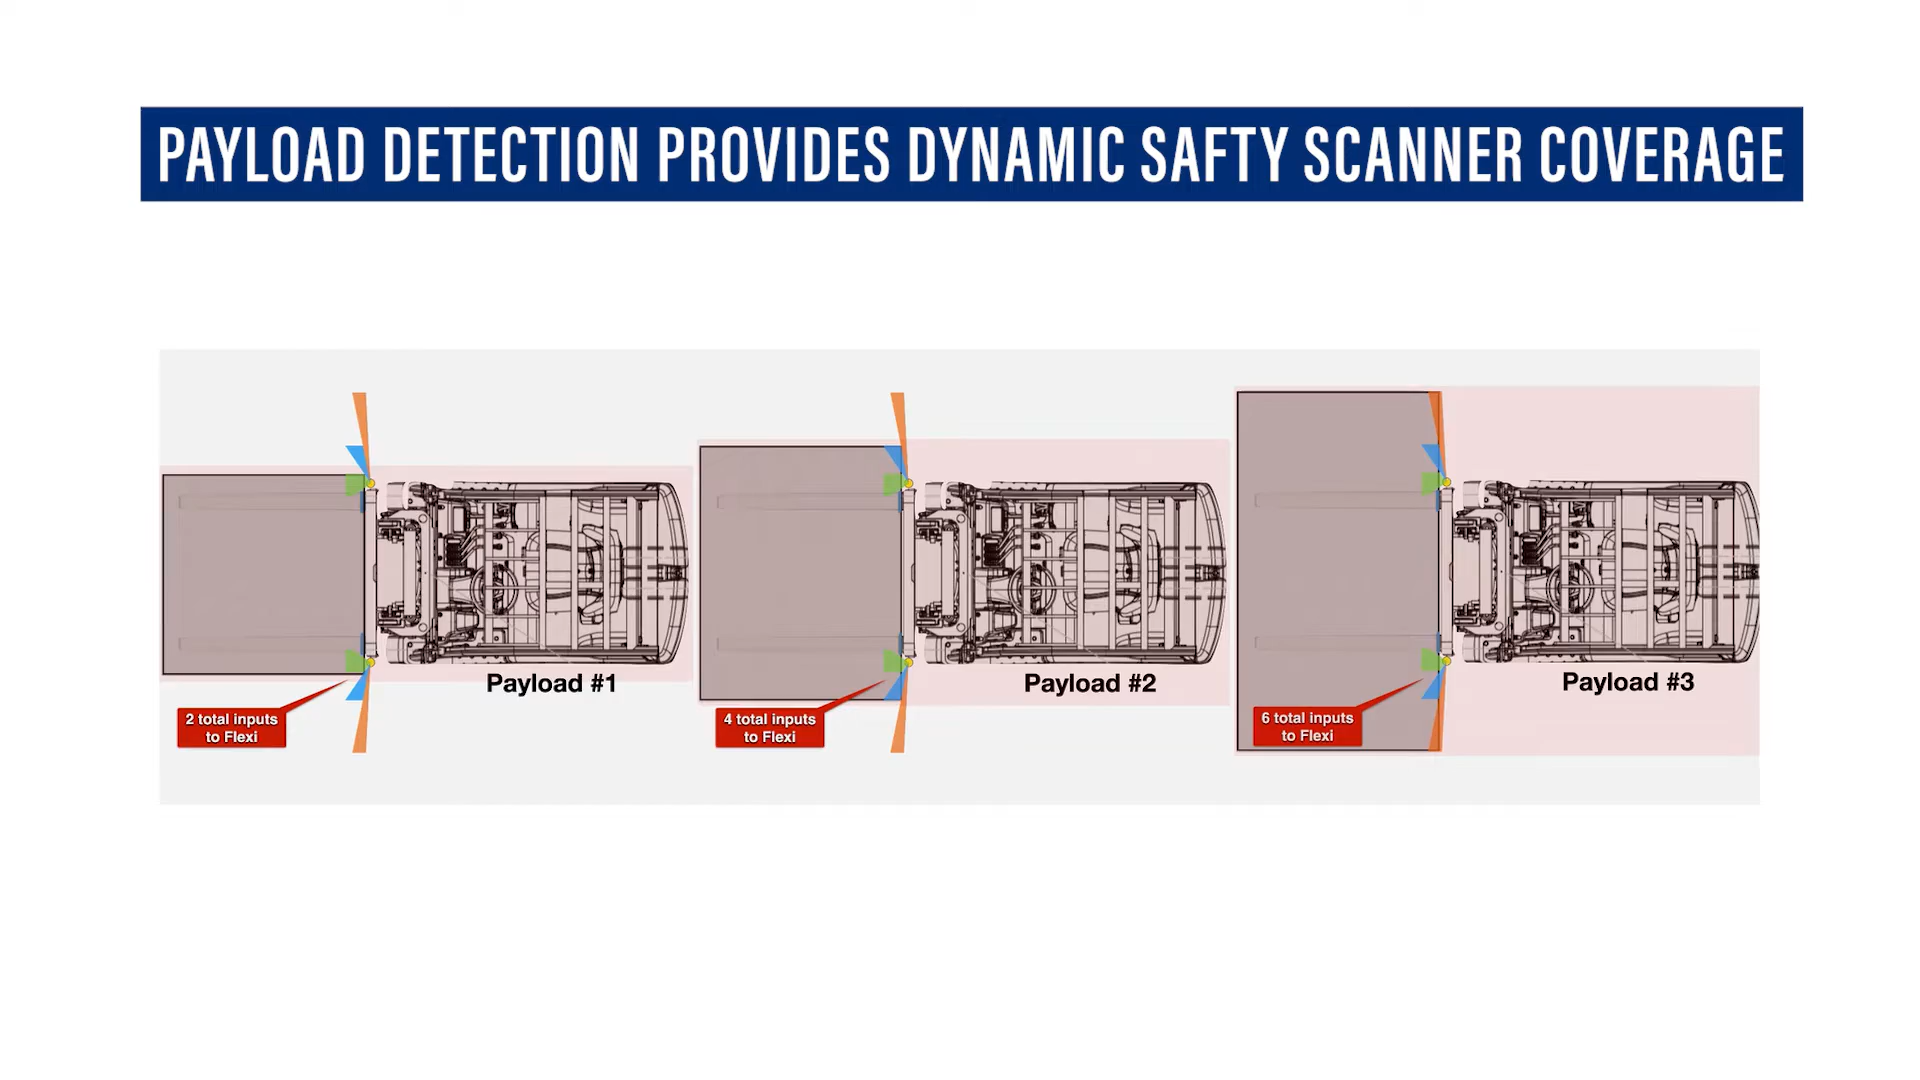 PAYLOAD DETECTION PROVIDES DYNAMIC SAFTY SCANNER COVERAGE
Payload #1
Payload #2
Payload #3
2 total inputs
to Flexi
4 total inputs
to Flexi
6 total inputs
to Flexi